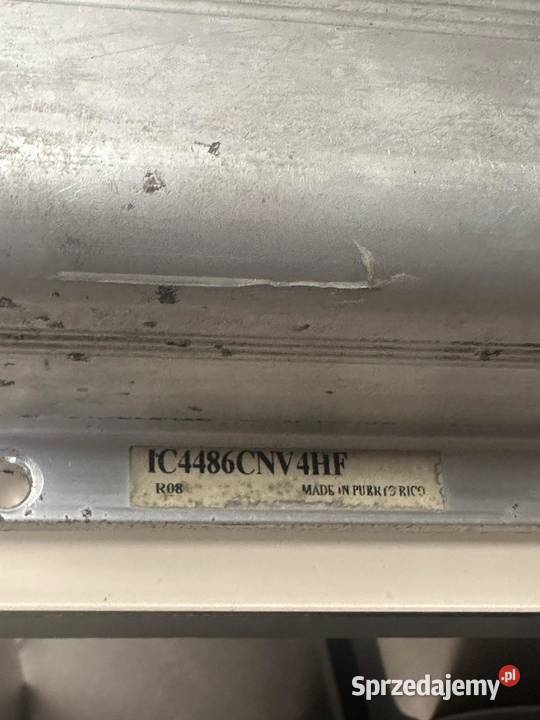 IC4486CNV4HF
R08 MADE IN PUERTO RICO
Sprzedajemy.pl